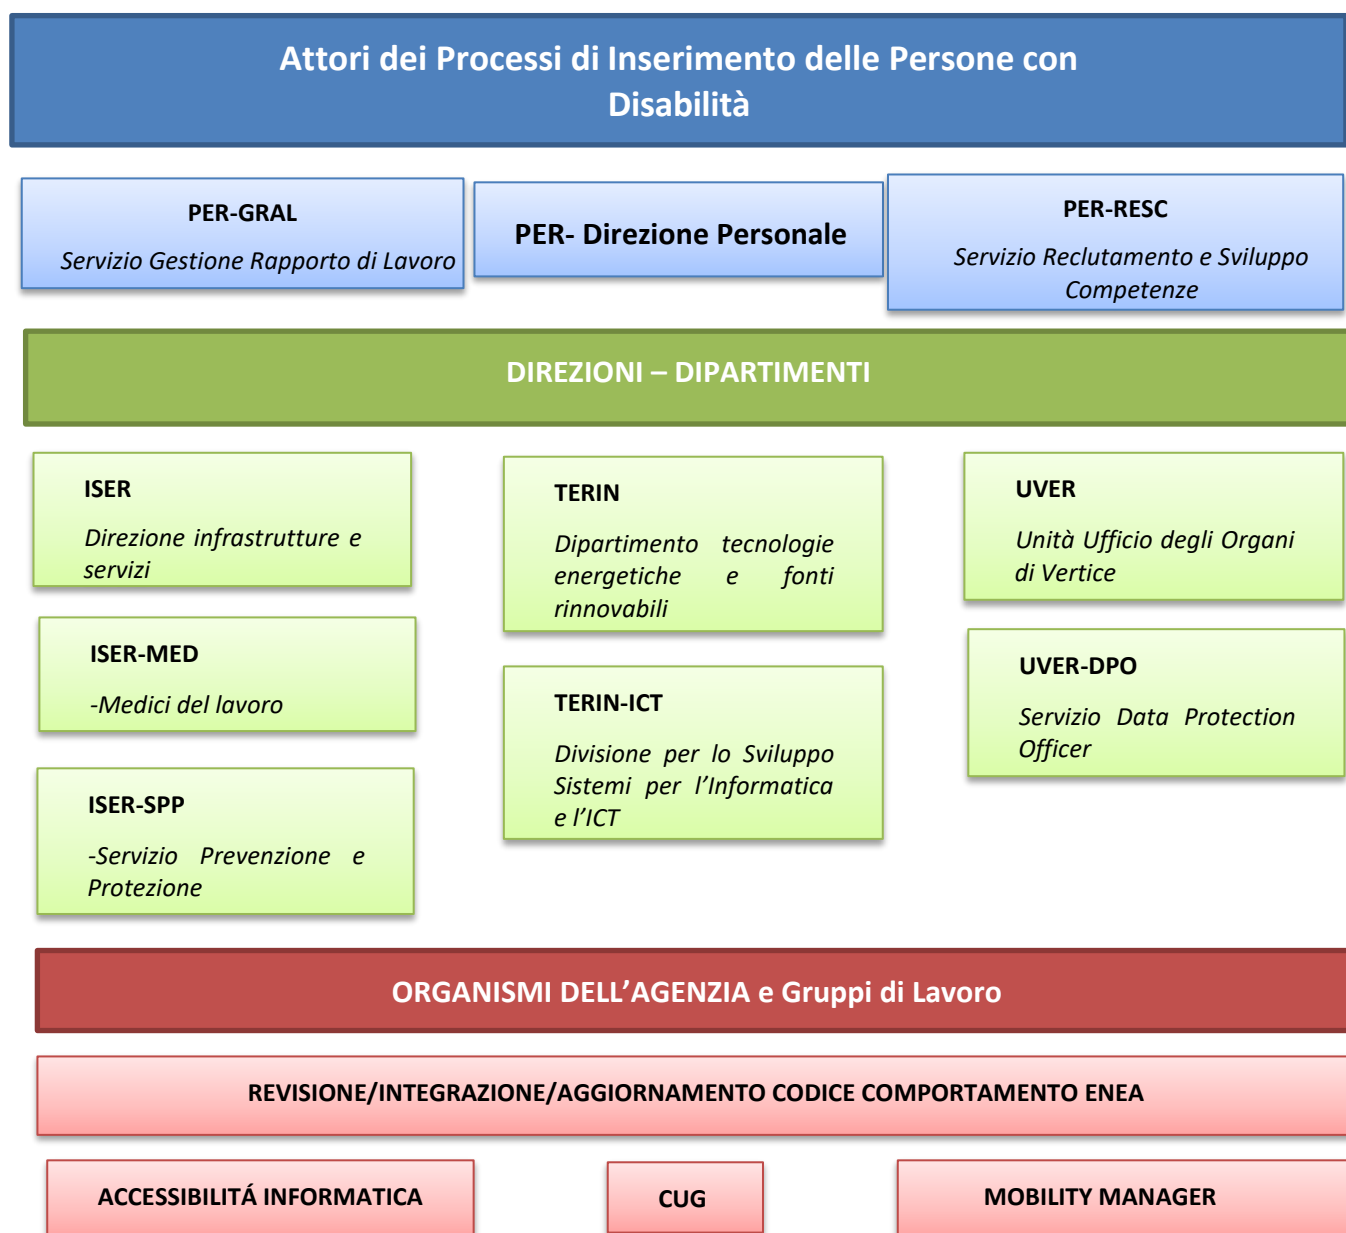 Attori dei Processi di Inserimento delle Persone con
Disabilità
PER-GRAL
Servizio Gestione Rapporto di Lavoro
PER- Direzione Personale
PER-RESC
Servizio Reclutamento e Sviluppo
Competenze
DIREZIONI – DIPARTIMENTI
ISER
Direzione infrastrutture e
servizi
ISER-MED
-Medici del lavoro
ISER-SPP
-Servizio Prevenzione e
Protezione
TERIN
Dipartimento tecnologie
energetiche e fonti
rinnovabili
TERIN-ICT
Divisione per lo Sviluppo
Sistemi per l’Informatica
e l’ICT
UVER
Unità Ufficio degli Organi
di Vertice
UVER-DPO
Servizio Data Protection
Officer
ORGANISMI DELL’AGENZIA e Gruppi di Lavoro
REVISIONE/INTEGRAZIONE/AGGIORNAMENTO CODICE COMPORTAMENTO ENEA
ACCESSIBILITÁ INFORMATICA
CUG
MOBILITY MANAGER